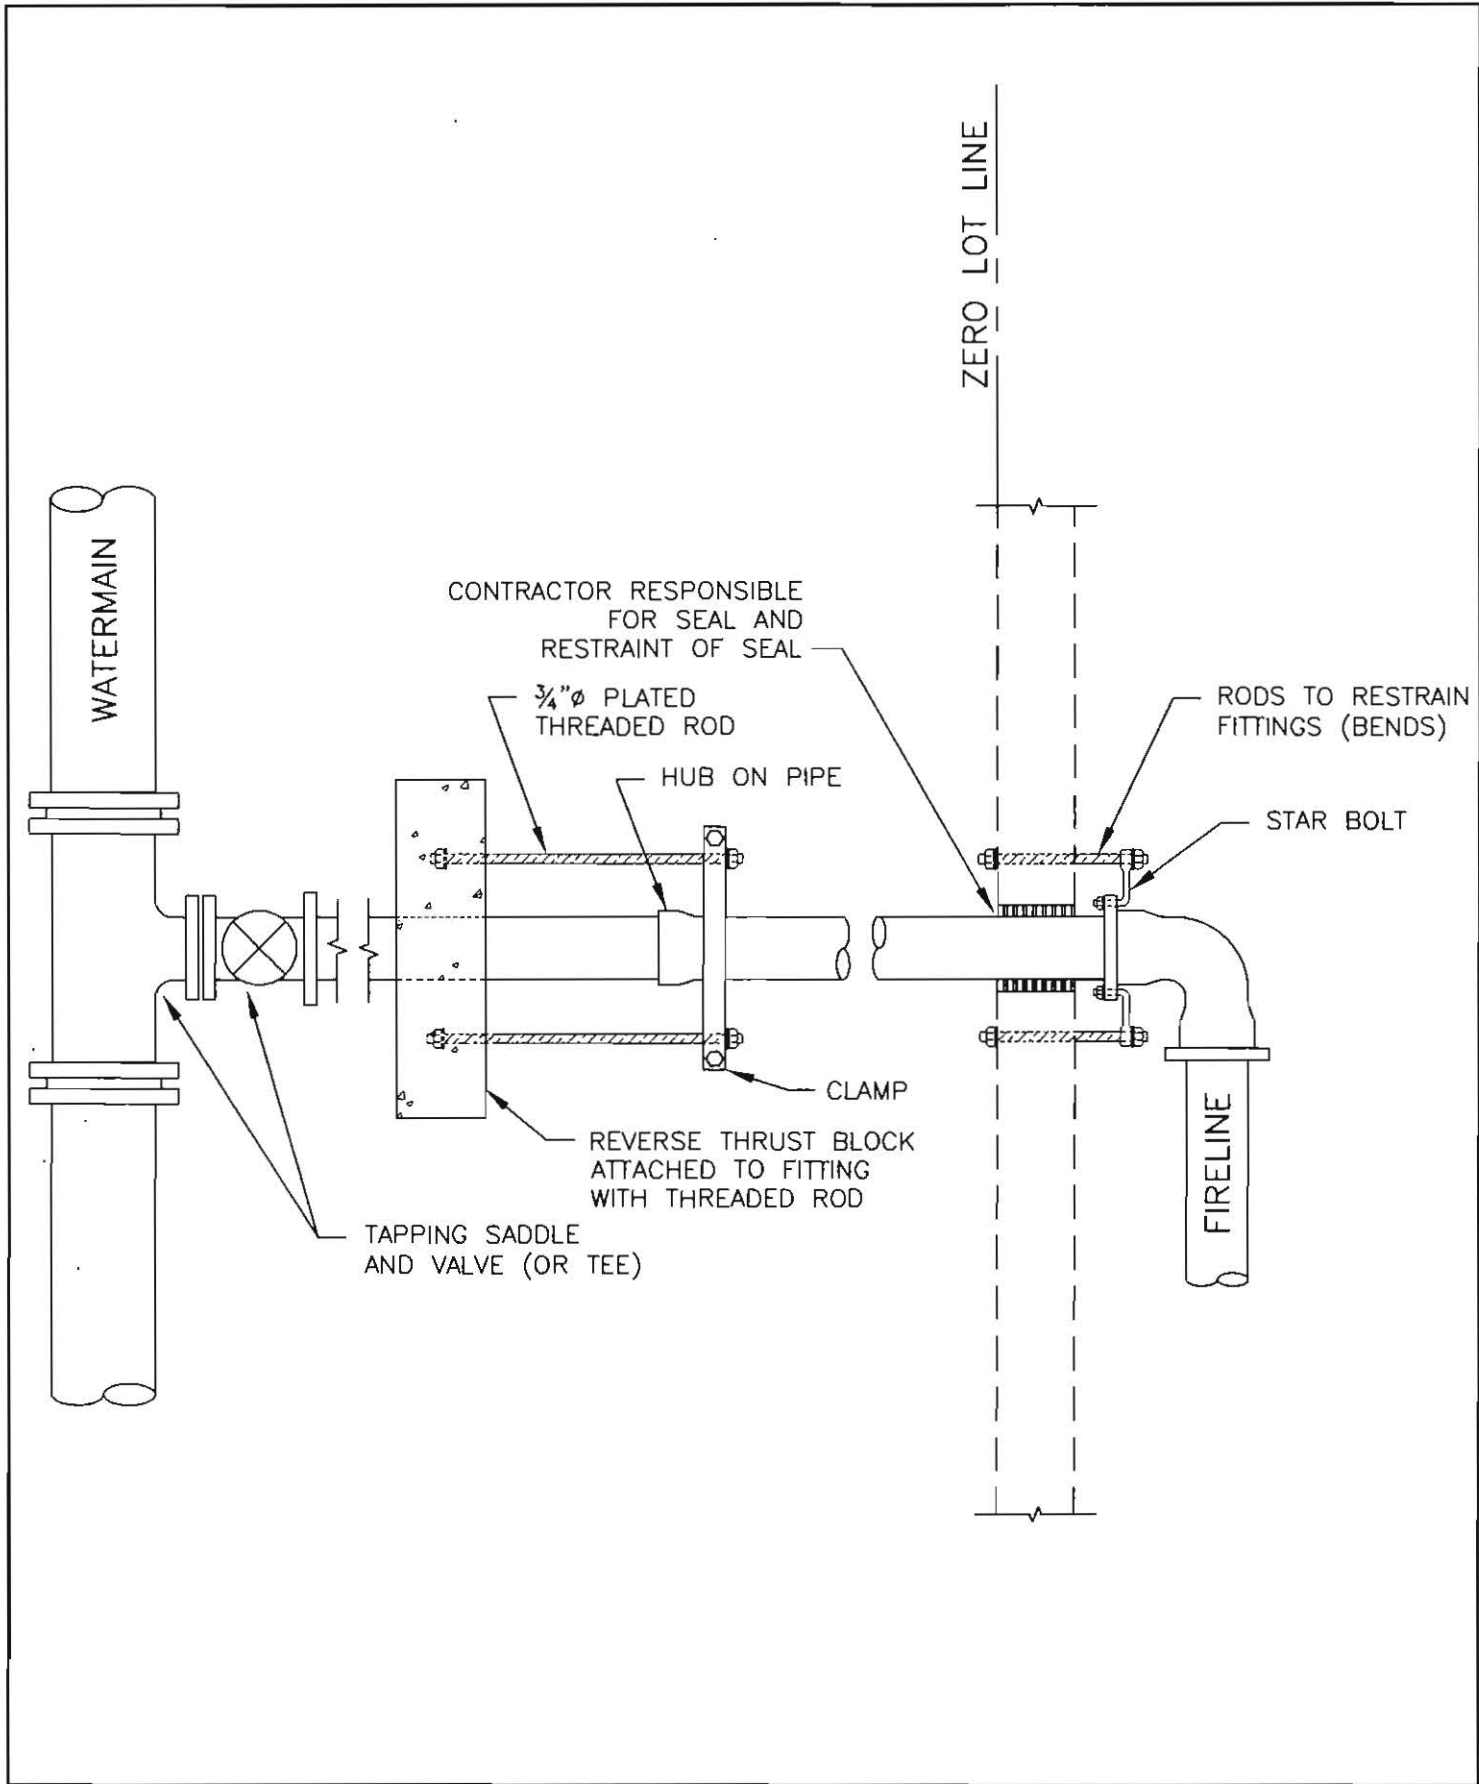 ZERO LOT LINE
WATERMAIN
CONTRACTOR RESPONSIBLE
FOR SEAL AND
RESTRAINT OF SEAL
¾"ø PLATED
THREADED ROD
HUB ON PIPE
RODS TO RESTRAIN
FITTINGS (BENDS)
STAR BOLT
CLAMP
REVERSE THRUST BLOCK
ATTACHED TO FITTING
WITH THREADED ROD
FIRELINE
TAPPING SADDLE
AND VALVE (OR TEE)